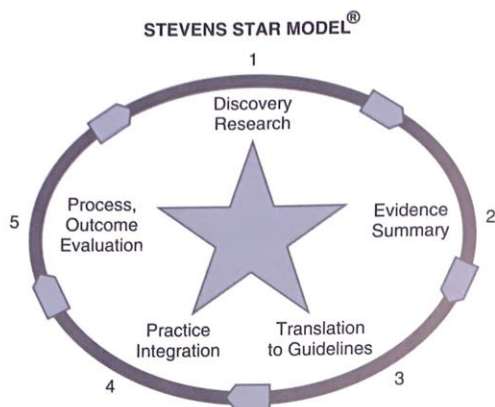 STEVENS STAR MODEL®
1
Discovery
Research
2
Evidence
Summary
3
Translation
to Guidelines
4
Practice
Integration
5
Process,
Outcome
Evaluation